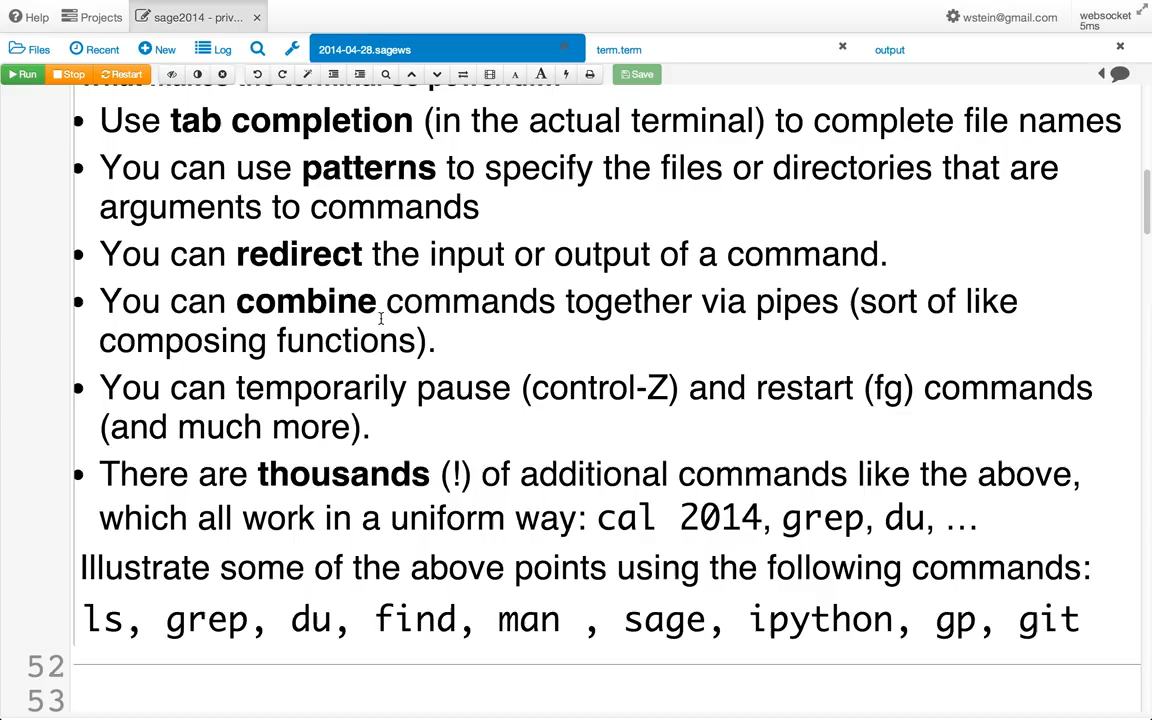 Help Projects sage2014 - priv... × wstein@gmail.com websocket 5ms
Files Recent New Log 2014-04-28.sagews term.term output
Run Stop Restart A A Save
What makes the terminal so powerful...
• Use tab completion (in the actual terminal) to complete file names
• You can use patterns to specify the files or directories that are
arguments to commands
• You can redirect the input or output of a command.
• You can combine commands together via pipes (sort of like
composing functions).
• You can temporarily pause (control-Z) and restart (fg) commands
(and much more).
• There are thousands (!) of additional commands like the above,
which all work in a uniform way: cal 2014, grep, du, …
Illustrate some of the above points using the following commands:
ls, grep, du, find, man , sage, ipython, gp, git
52
53